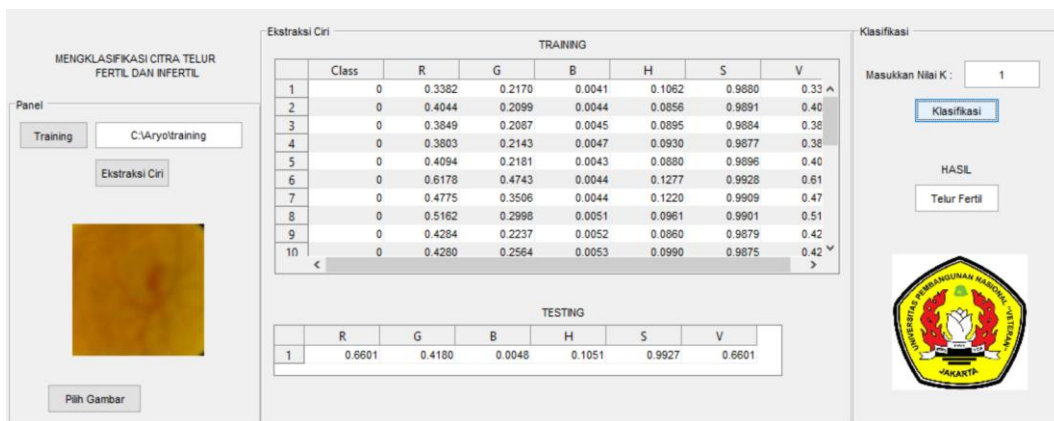 MENGKLASIFIKASI CITRA TELUR
FERTIL DAN INFERTIL
Panel
Training C:\Aryo\training
Ekstraksi Ciri
Pilih Gambar
Ekstraksi Ciri
TRAINING
Class R G B H S V
1 0 0.3382 0.2170 0.0041 0.1062 0.9880 0.33
2 0 0.4044 0.2099 0.0044 0.0856 0.9891 0.40
3 0 0.3849 0.2087 0.0045 0.0895 0.9884 0.38
4 0 0.3803 0.2143 0.0047 0.0930 0.9877 0.38
5 0 0.4094 0.2181 0.0043 0.0880 0.9896 0.40
6 0 0.6178 0.4743 0.0044 0.1277 0.9928 0.61
7 0 0.4775 0.3506 0.0044 0.1220 0.9909 0.47
8 0 0.5162 0.2998 0.0051 0.0961 0.9901 0.51
9 0 0.4284 0.2237 0.0052 0.0860 0.9879 0.42
10 0 0.4280 0.2564 0.0053 0.0990 0.9875 0.42
TESTING
R G B H S V
1 0.6601 0.4180 0.0048 0.1051 0.9927 0.6601
Klasifikasi
Masukkan Nilai K : 1
Klasifikasi
HASIL
Telur Fertil
UNIVERSITAS PEMBANGUNAN NASIONAL "VETERAN"
JAKARTA